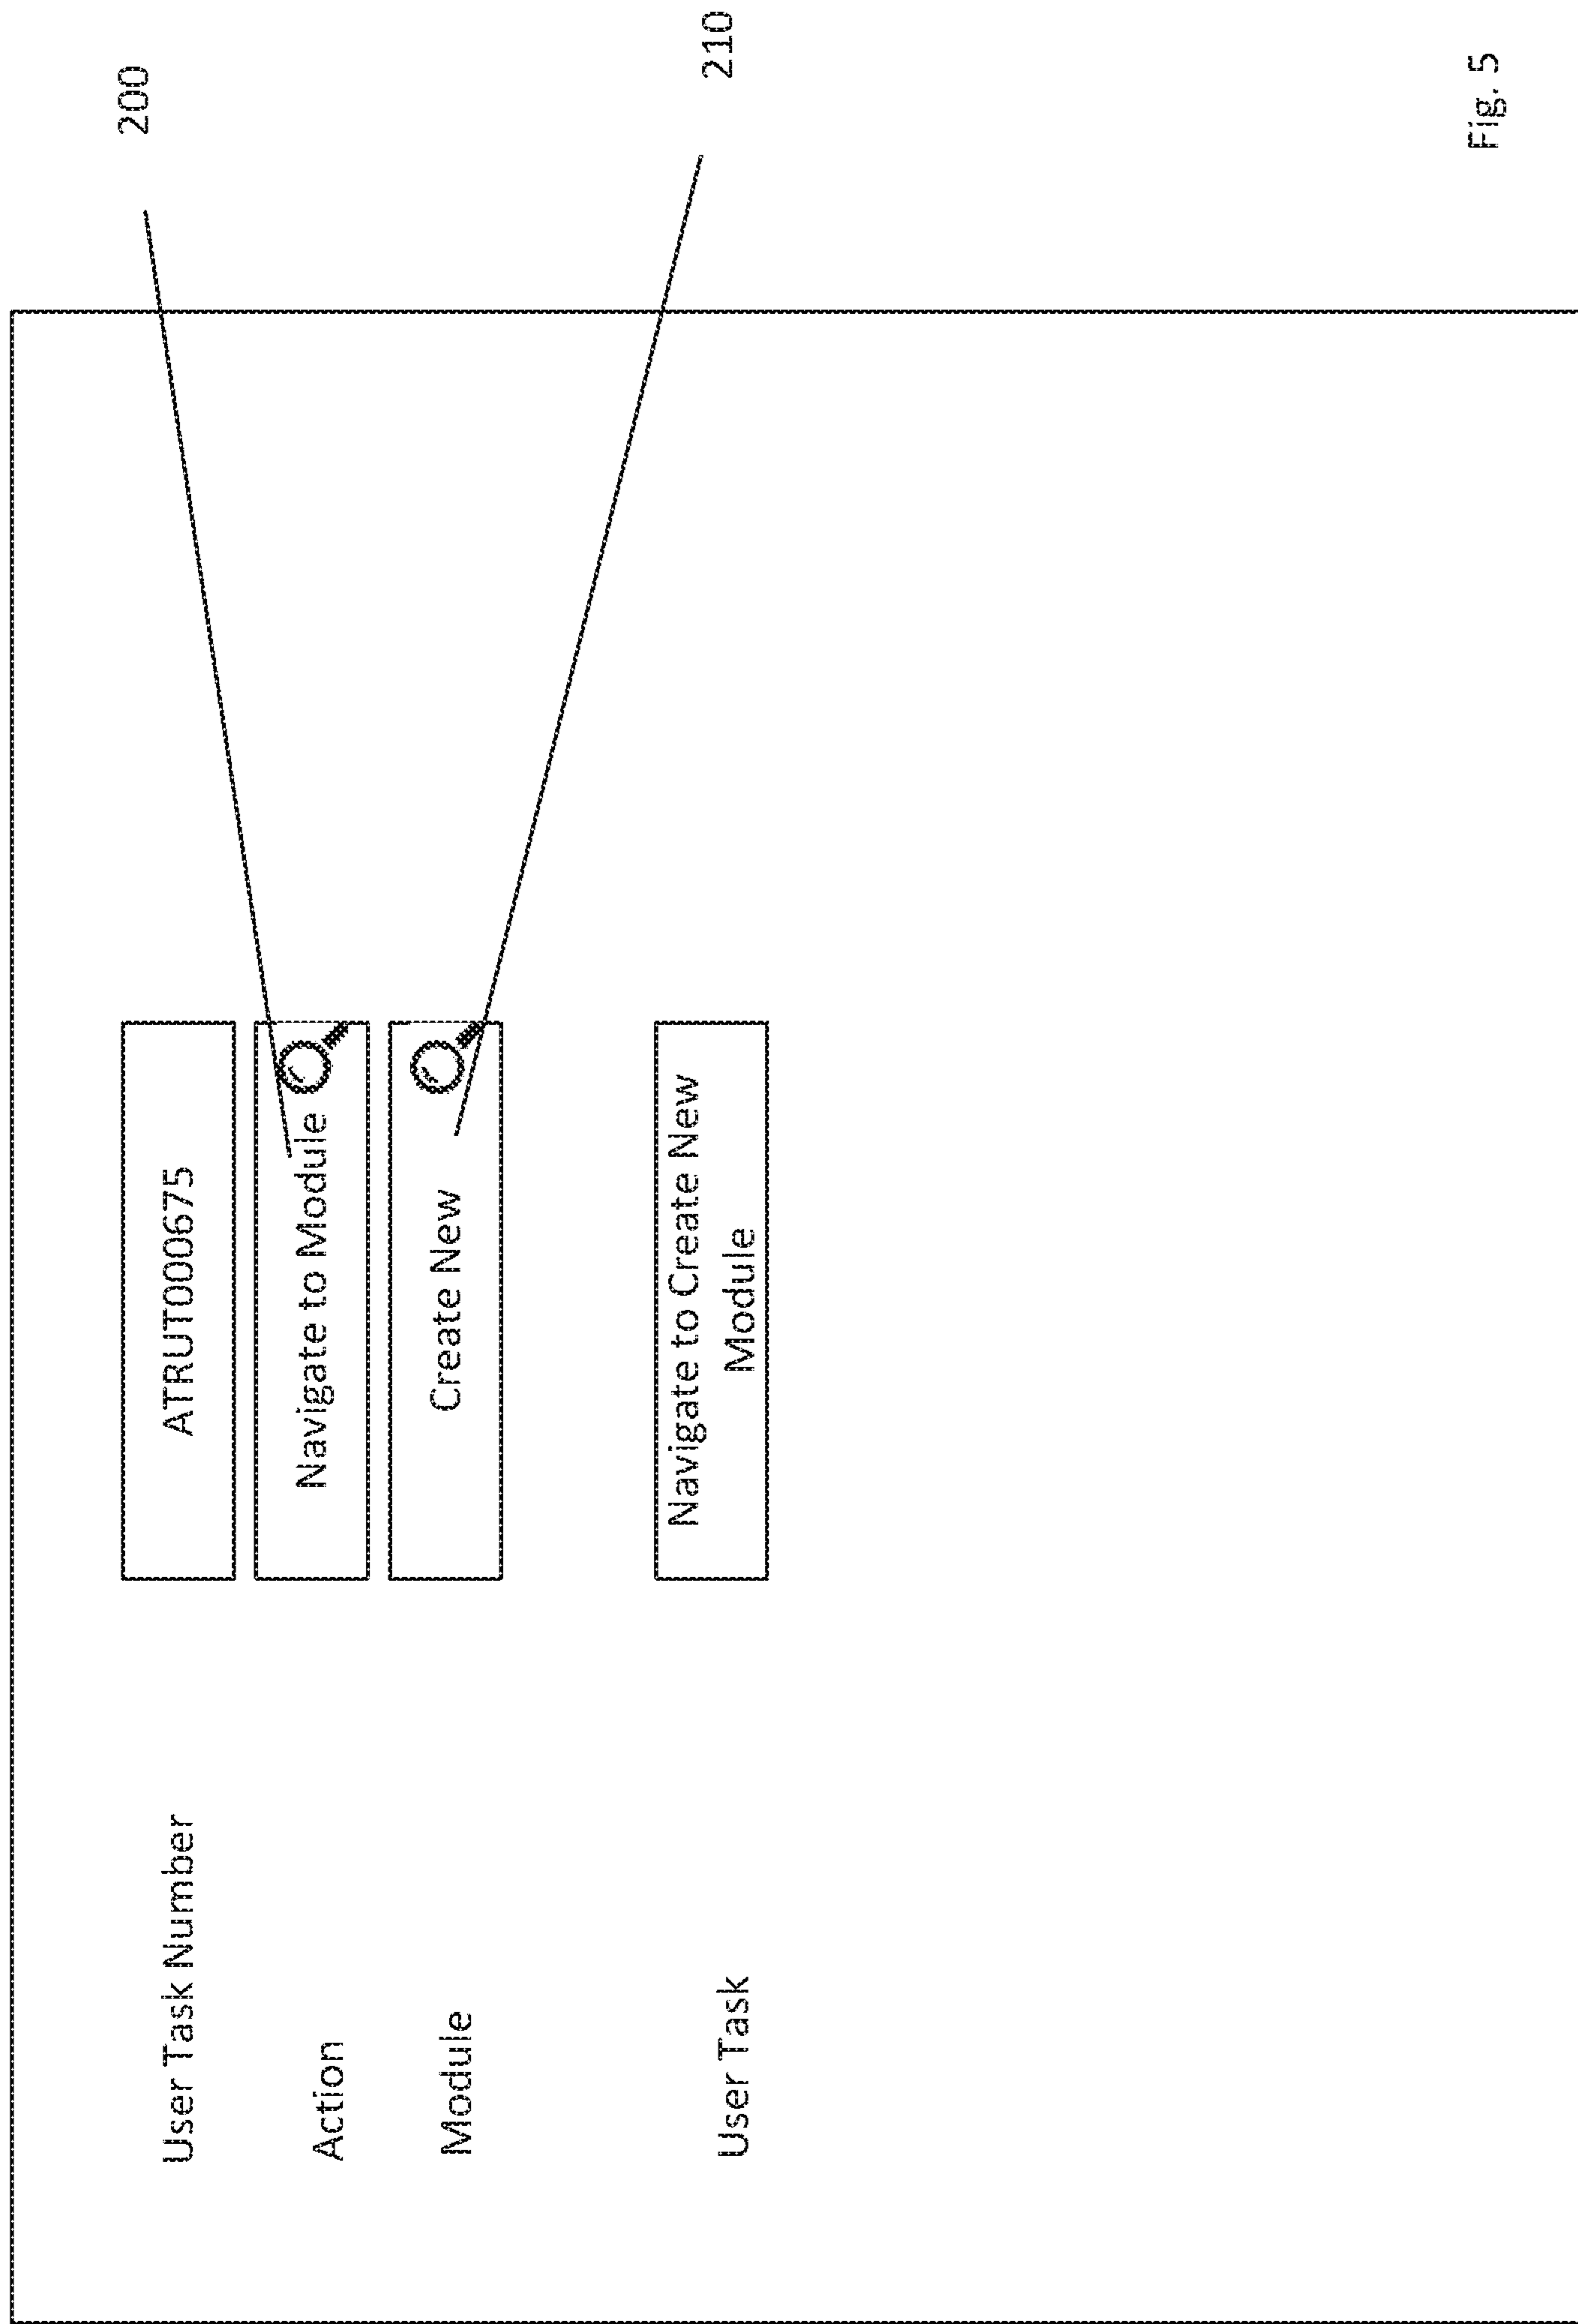 User Task Number
ATRUT000675
200
Action
Navigate to Module
Module
Create New
210
User Task
Navigate to Create New
Module
Fig. 5